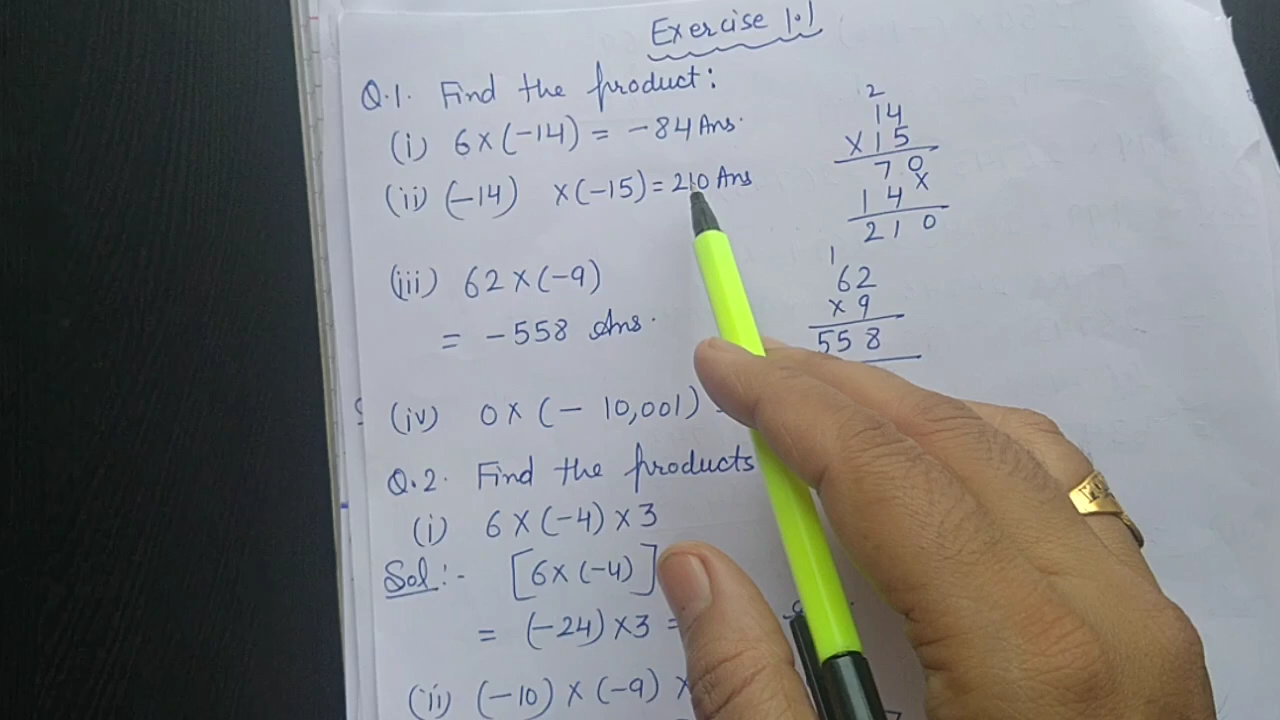 Exercise 1.1
Q.1. Find the product:
(i) 6×(-14) = -84 Ans.
(ii) (-14) ×(-15) = 210 Ans
(iii) 62×(-9)
= -558 Ans.
(iv) 0×(- 10,001)
Q.2. Find the products
(i) 6×(-4)×3
Sol:- [6×(-4)]
= (-24)×3 =
(ii) (-10)×(-9) ×
2
14
×15
70
14×
210
1
62
×9
558